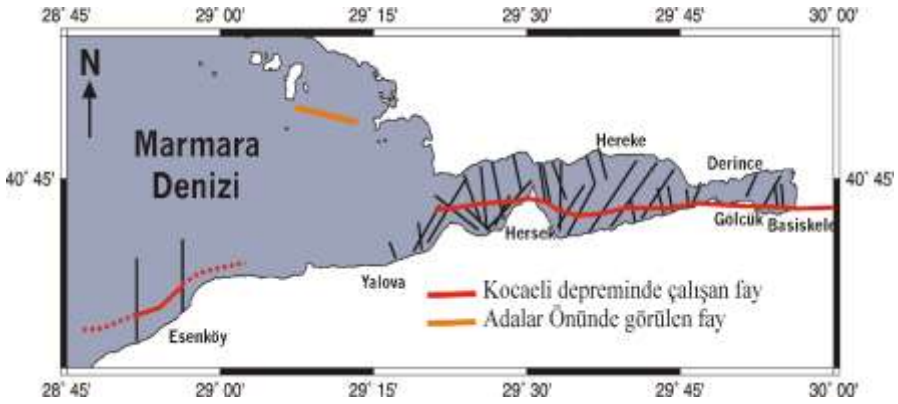 28˚ 45' 29˚ 00' 29˚ 15' 29˚ 30' 29˚ 45' 30˚ 00'
N
Marmara
Denizi
Hereke
Derince
40˚ 45' 40˚ 45'
Gölcük Basiskele
Hersek
Yalova
Esenköy
Kocaeli depreminde çalışan fay
Adalar Önünde görülen fay
28˚ 45' 29˚ 00' 29˚ 15' 29˚ 30' 29˚ 45' 30˚ 00'